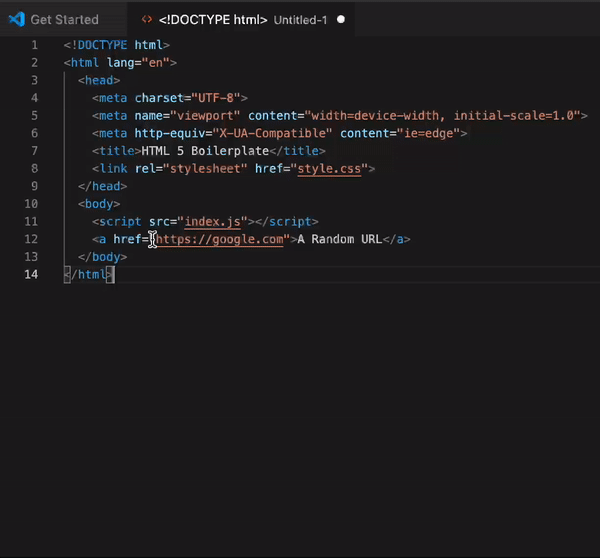 Get Started
<!DOCTYPE html> Untitled-1
1 <!DOCTYPE html>
2 <html lang="en">
3 <head>
4 <meta charset="UTF-8">
5 <meta name="viewport" content="width=device-width, initial-scale=1.0">
6 <meta http-equiv="X-UA-Compatible" content="ie=edge">
7 <title>HTML 5 Boilerplate</title>
8 <link rel="stylesheet" href="style.css">
9 </head>
10 <body>
11 <script src="index.js"></script>
12 <a href="https://google.com">A Random URL</a>
13 </body>
14 </html>